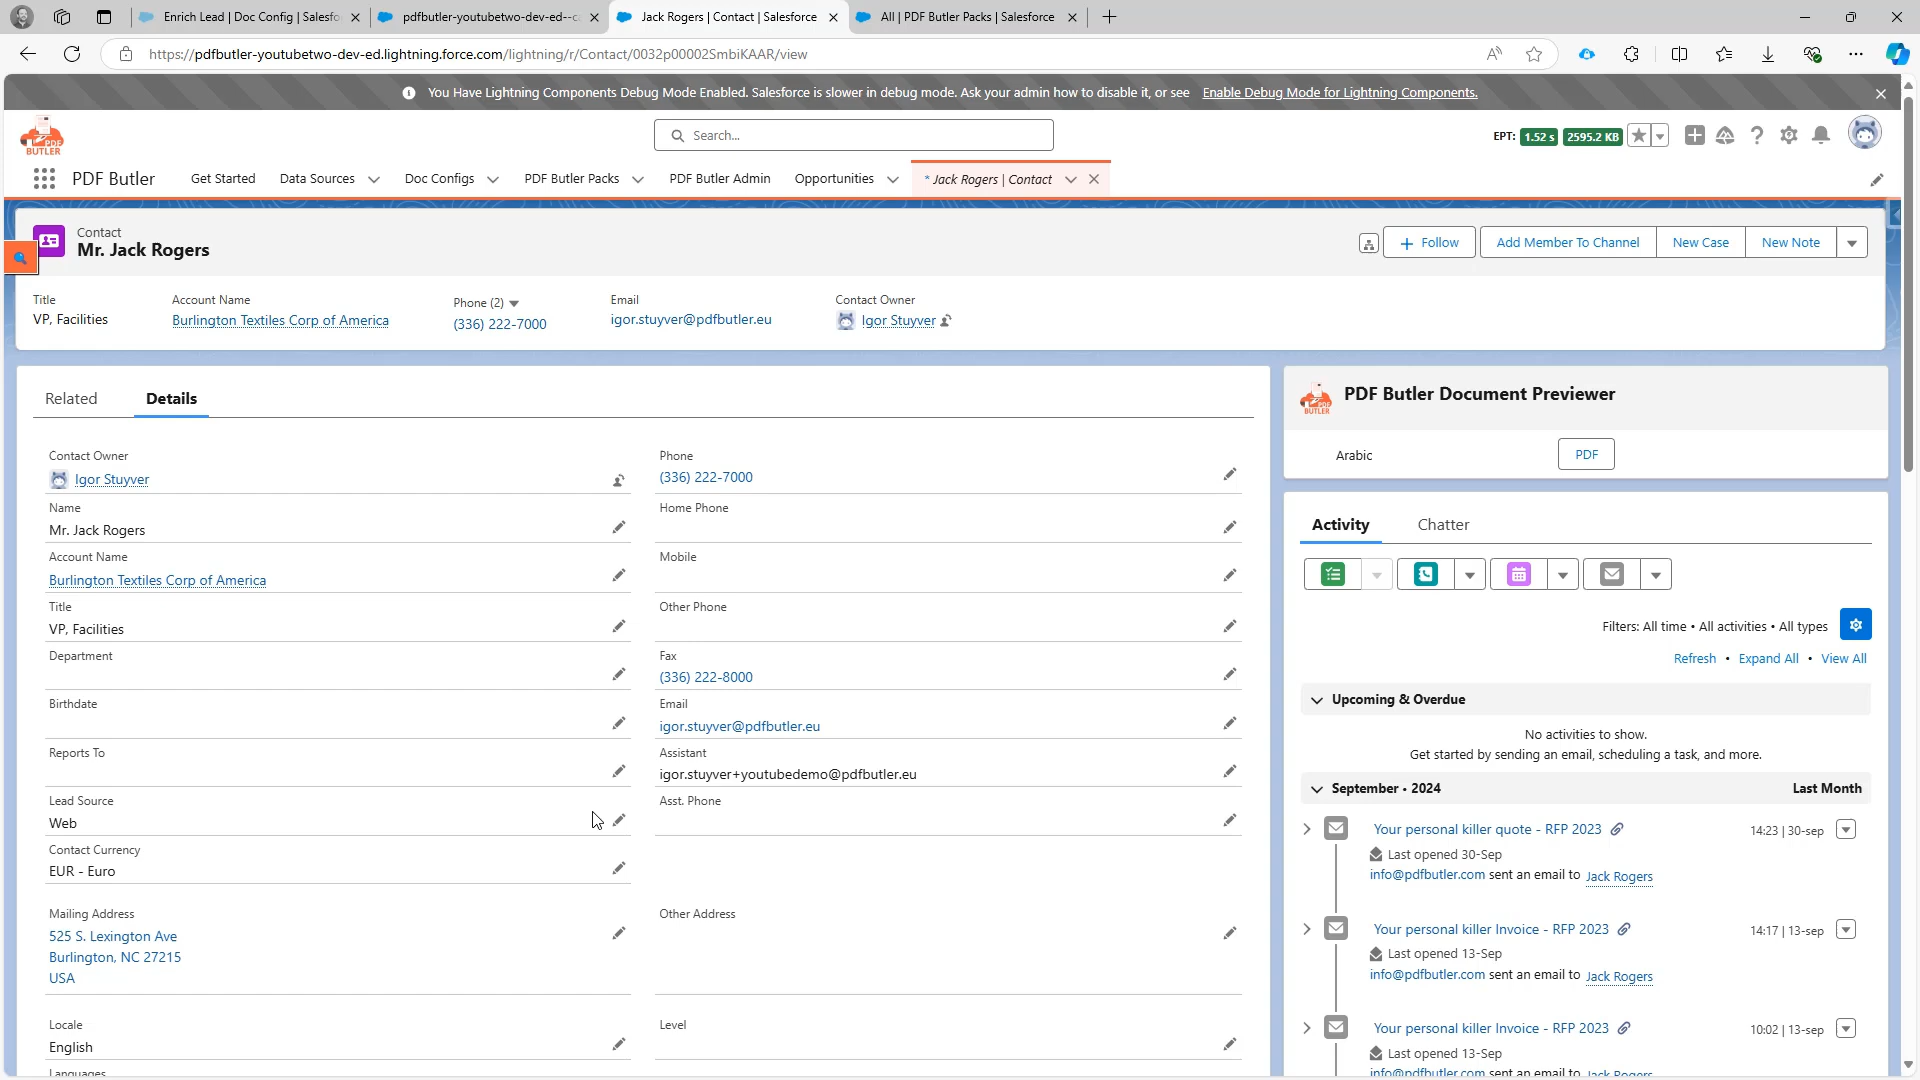 Enrich Lead | Doc Config | Salesfo
pdfbutler-youtubetwo-dev-ed--c
Jack Rogers | Contact | Salesforce
All | PDF Butler Packs | Salesforce
https://pdfbutler-youtubetwo-dev-ed.lightning.force.com/lightning/r/Contact/0032p00002SmbiKAAR/view
You Have Lightning Components Debug Mode Enabled. Salesforce is slower in debug mode. Ask your admin how to disable it, or see Enable Debug Mode for Lightning Components.
PDF
BUTLER
Search...
EPT: 1.52 s 2595.2 KB
PDF Butler
Get Started
Data Sources
Doc Configs
PDF Butler Packs
PDF Butler Admin
Opportunities
* Jack Rogers | Contact
Contact
Mr. Jack Rogers
Follow
Add Member To Channel
New Case
New Note
Title
VP, Facilities
Account Name
Burlington Textiles Corp of America
Phone (2)
(336) 222-7000
Email
igor.stuyver@pdfbutler.eu
Contact Owner
Igor Stuyver
Related
Details
Contact Owner
Igor Stuyver
Phone
(336) 222-7000
Name
Mr. Jack Rogers
Home Phone
Account Name
Burlington Textiles Corp of America
Mobile
Title
VP, Facilities
Other Phone
Department
Fax
(336) 222-8000
Birthdate
Email
igor.stuyver@pdfbutler.eu
Reports To
Assistant
igor.stuyver+youtubedemo@pdfbutler.eu
Lead Source
Web
Asst. Phone
Contact Currency
EUR - Euro
Mailing Address
525 S. Lexington Ave
Burlington, NC 27215
USA
Other Address
Locale
English
Level
Languages
PDF
BUTLER
PDF Butler Document Previewer
Arabic
PDF
Activity
Chatter
Filters: All time • All activities • All types
Refresh • Expand All • View All
Upcoming & Overdue
No activities to show.
Get started by sending an email, scheduling a task, and more.
September • 2024
Last Month
Your personal killer quote - RFP 2023
14:23 | 30-sep
Last opened 30-Sep
info@pdfbutler.com sent an email to Jack Rogers
Your personal killer Invoice - RFP 2023
14:17 | 13-sep
Last opened 13-Sep
info@pdfbutler.com sent an email to Jack Rogers
Your personal killer Invoice - RFP 2023
10:02 | 13-sep
Last opened 13-Sep
info@pdfbutler.com sent an email to Jack Rogers